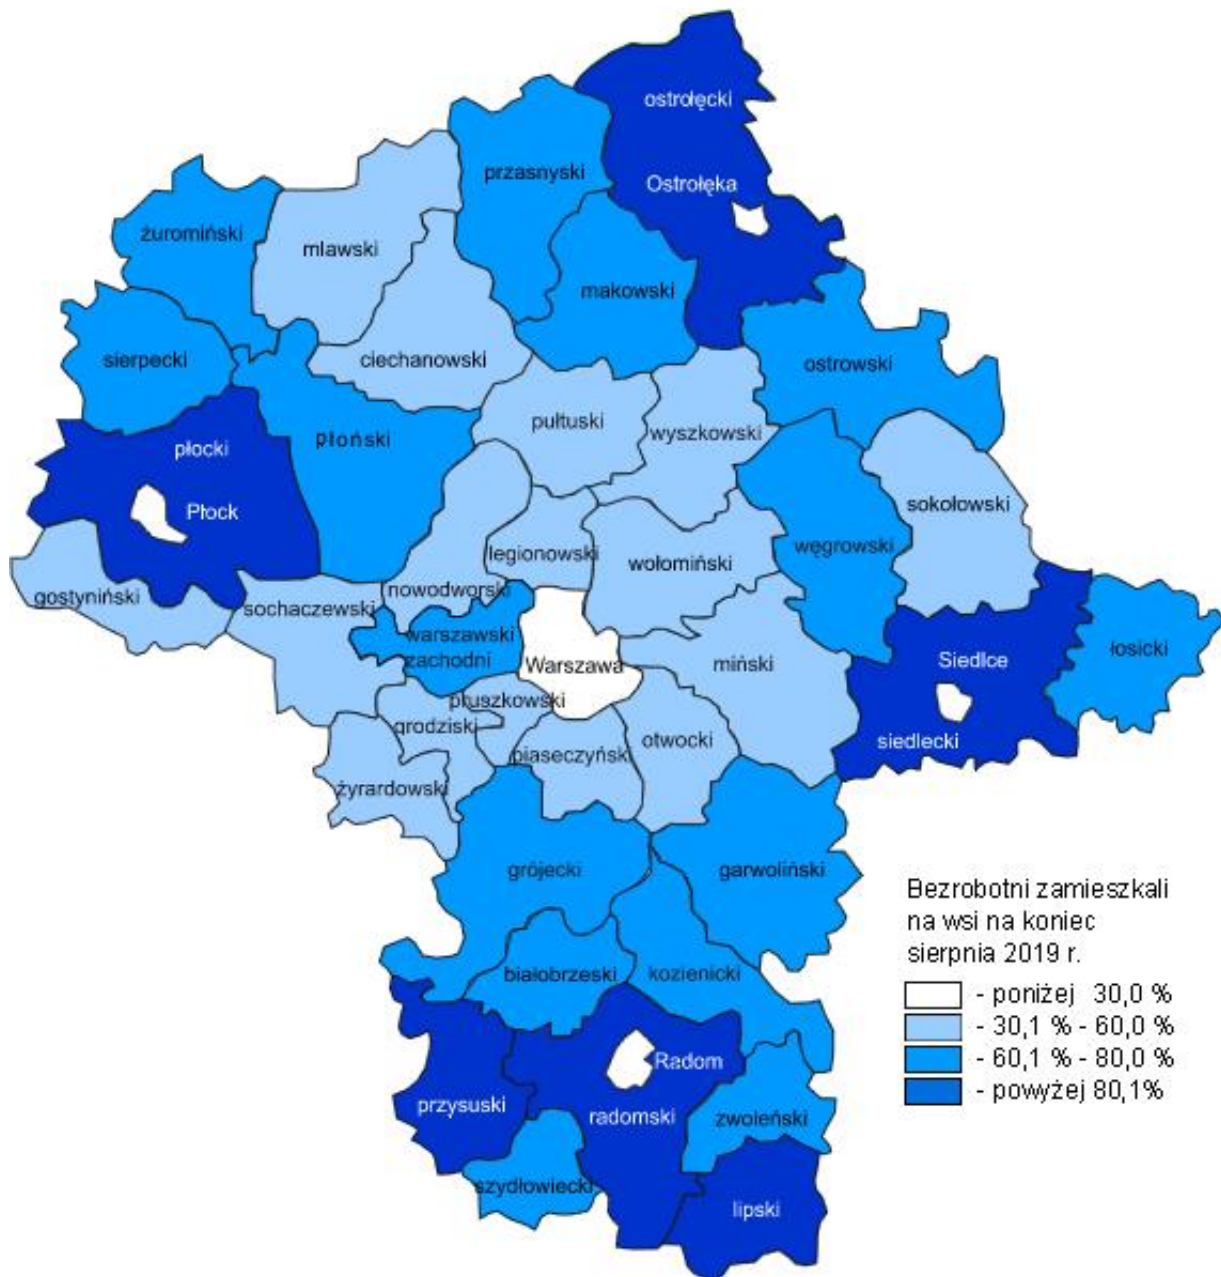 ostrołęcki
przasnyski
Ostrołęka
żuromiński
mlawski
makowski
sierpecki
ciechanowski
ostrowski
pułtuski
wyszkowski
płoński
płocki
sokołowski
Płock
legionowski
węgrowski
wołomiński
nowodworski
gostyniński
sochaczewski
warszawski
zachodni
Warszawa
miński
Siedlce
łosicki
pruszkowski
grodziski
otwocki
siedlecki
piaseczyński
żyrardowski
grójecki
garwoliński
Bezrobotni zamieszkali
na wsi na koniec
sierpnia 2019 r.
- poniżej 30,0 %
- 30,1 % - 60,0 %
- 60,1 % - 80,0 %
- powyżej 80,1%
białobrzeski
kozienicki
Radom
przysuski
radomski
zwoleński
szydłowiecki
lipski